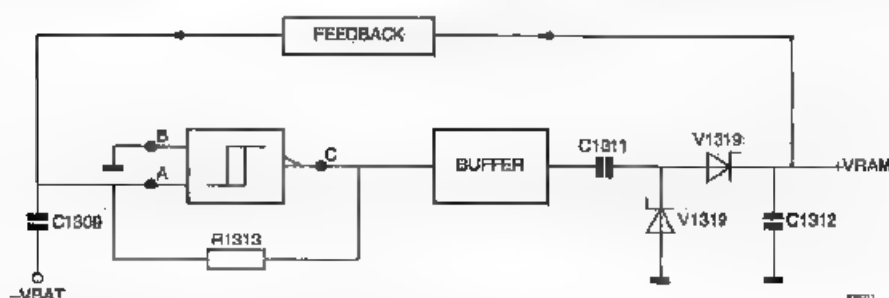 FEEDBACK
B
A
C
BUFFER
C1311
V1319
+VRAM
C1309
R1313
V1319
C1312
-VBAT